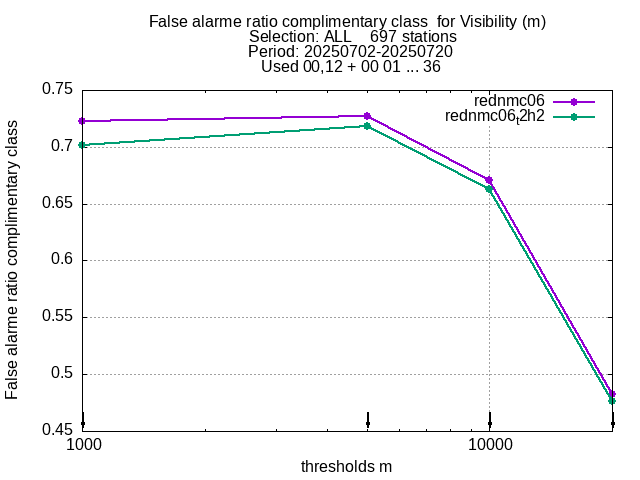 False alarme ratio complimentary class  for Visibility (m)
Selection: ALL    697 stations
Period: 20250702-20250720
Used 00,12 + 00 01 ... 36
rednmc06
rednmc06,2h2
0.75
0.7
0.65
0.6
0.55
0.5
0.45
False alarme ratio complimentary class
1000
10000
thresholds m